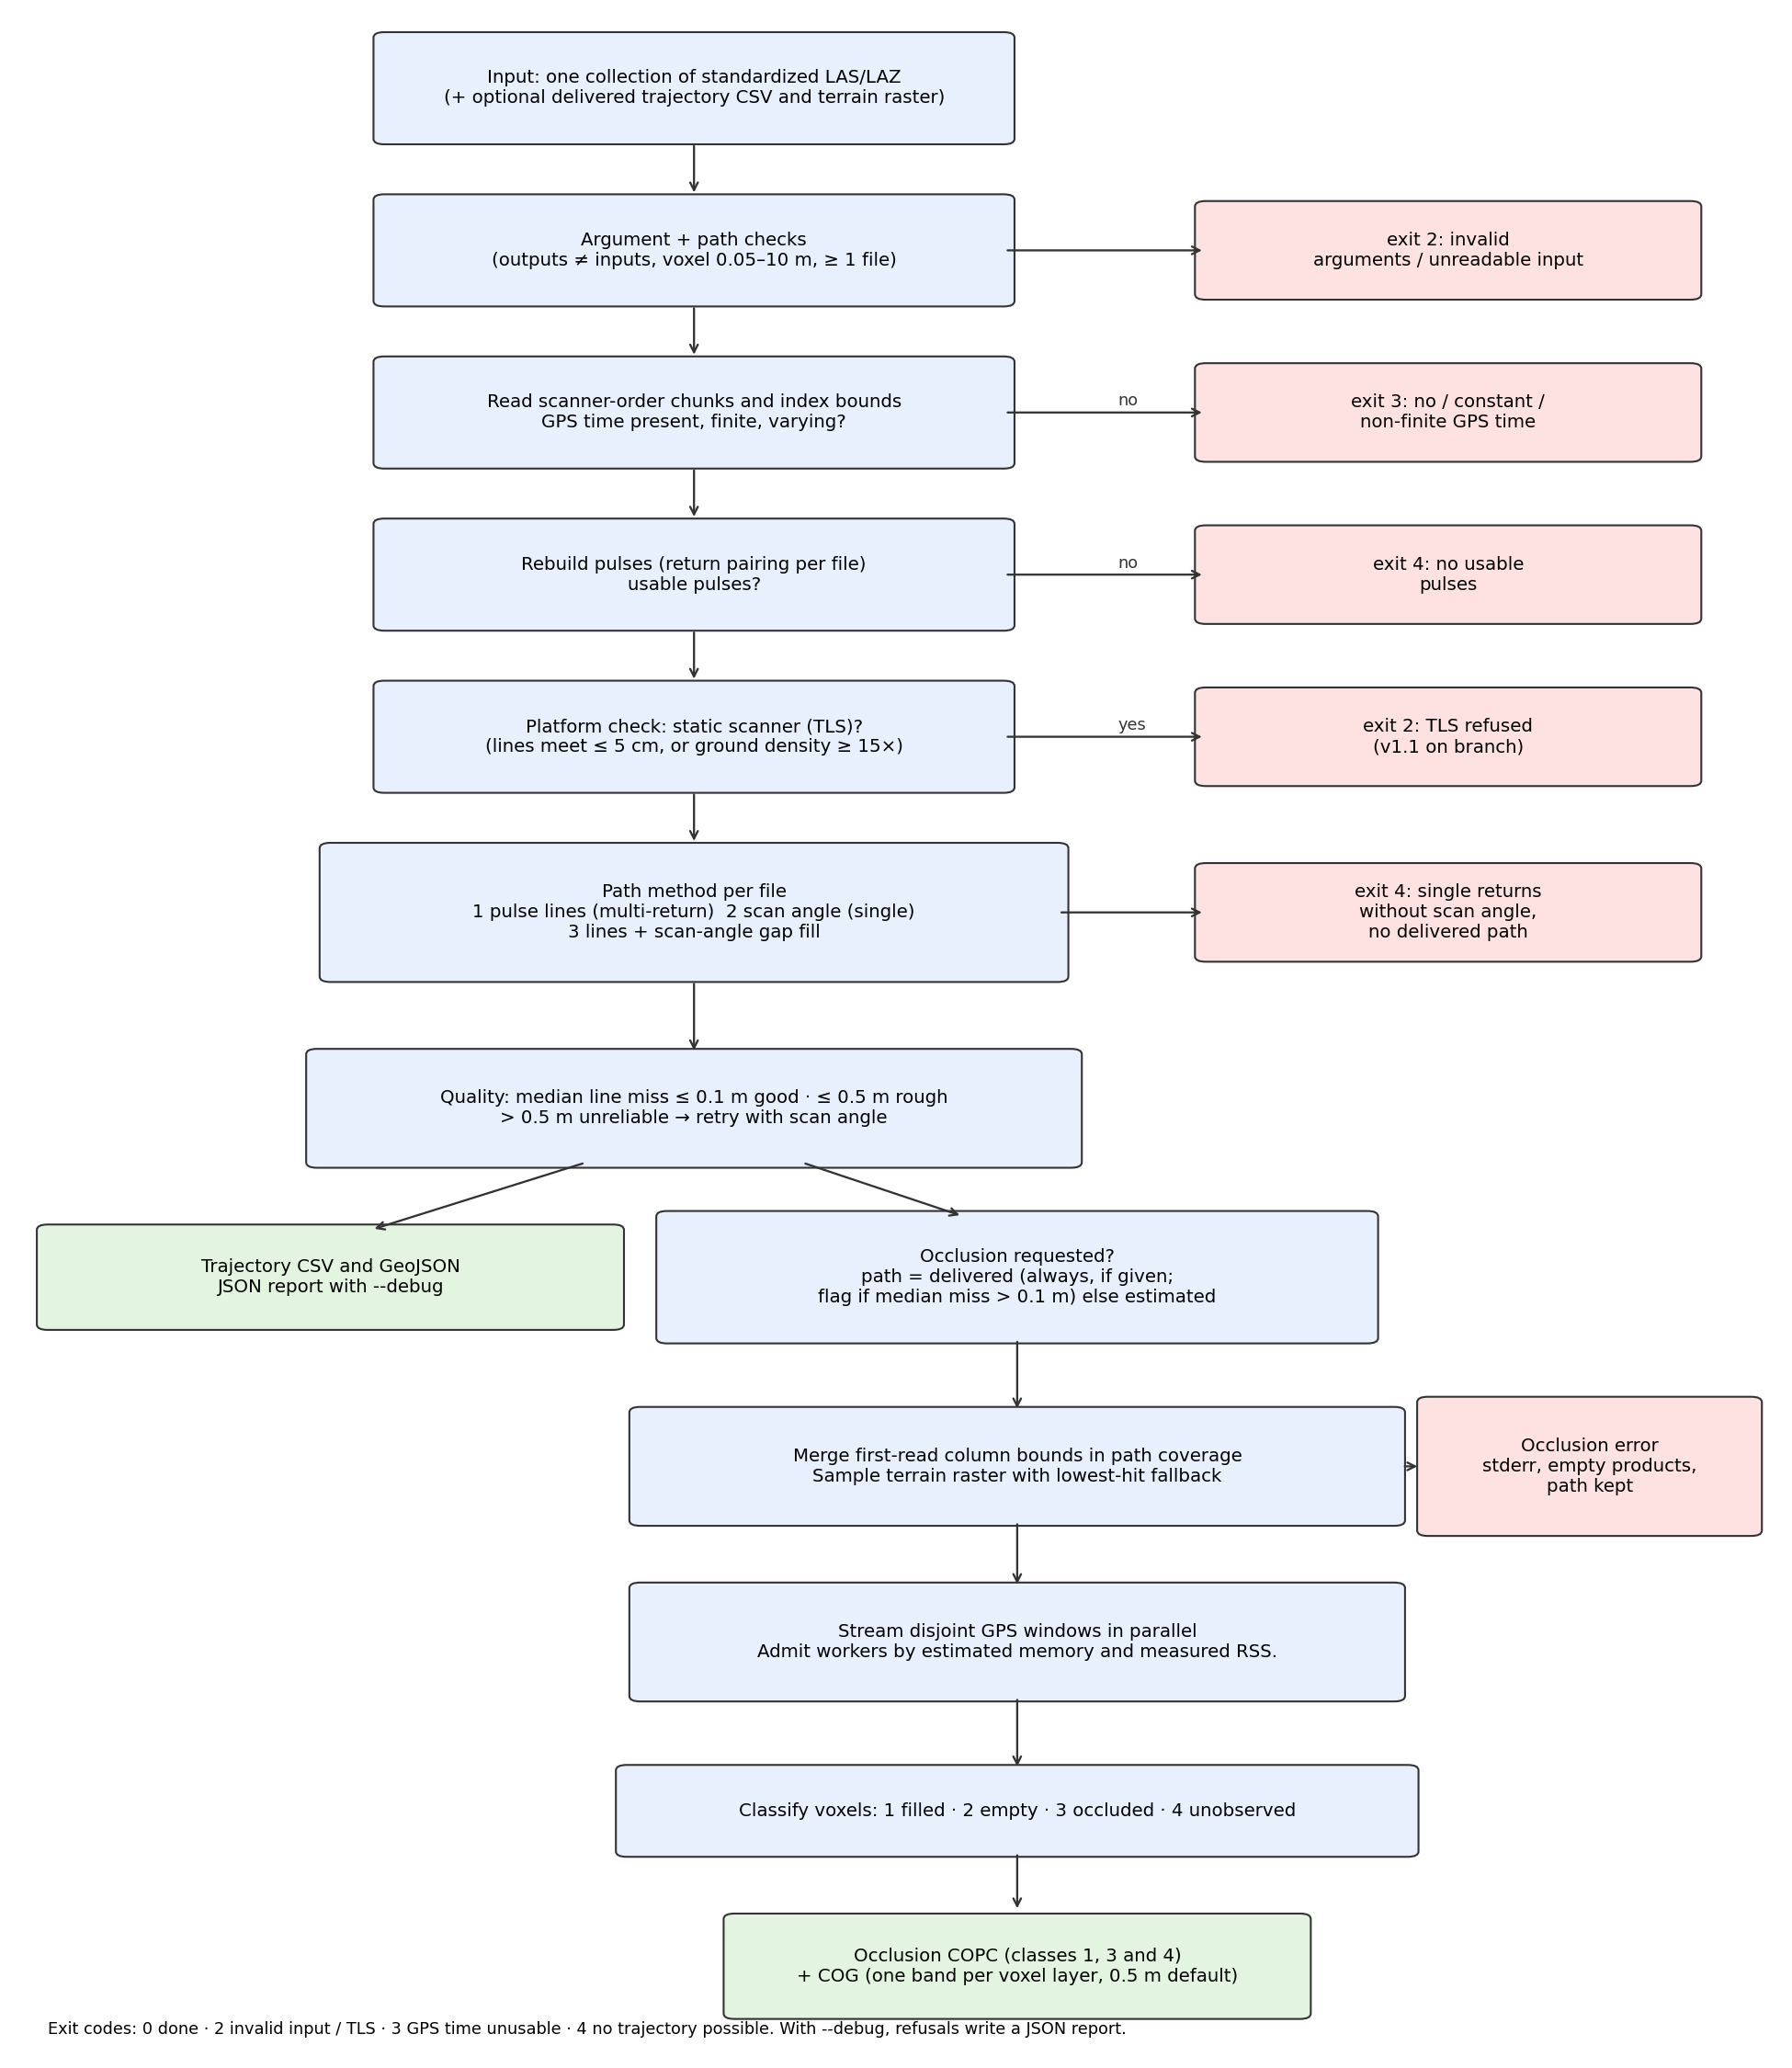 Input: one collection of standardized LAS/LAZ
(+ optional delivered trajectory CSV and terrain raster)
Argument + path checks
(outputs ≠ inputs, voxel 0.05–10 m, ≥ 1 file)
exit 2: invalid
arguments / unreadable input
Read scanner-order chunks and index bounds
GPS time present, finite, varying?
no
exit 3: no / constant /
non-finite GPS time
Rebuild pulses (return pairing per file)
usable pulses?
no
exit 4: no usable
pulses
Platform check: static scanner (TLS)?
(lines meet ≤ 5 cm, or ground density ≥ 15×)
yes
exit 2: TLS refused
(v1.1 on branch)
Path method per file
1 pulse lines (multi-return)  2 scan angle (single)
3 lines + scan-angle gap fill
exit 4: single returns
without scan angle,
no delivered path
Quality: median line miss ≤ 0.1 m good · ≤ 0.5 m rough
> 0.5 m unreliable → retry with scan angle
Trajectory CSV and GeoJSON
JSON report with --debug
Occlusion requested?
path = delivered (always, if given;
flag if median miss > 0.1 m) else estimated
Merge first-read column bounds in path coverage
Sample terrain raster with lowest-hit fallback
Occlusion error
stderr, empty products,
path kept
Stream disjoint GPS windows in parallel
Admit workers by estimated memory and measured RSS.
Classify voxels: 1 filled · 2 empty · 3 occluded · 4 unobserved
Occlusion COPC (classes 1, 3 and 4)
+ COG (one band per voxel layer, 0.5 m default)
Exit codes: 0 done · 2 invalid input / TLS · 3 GPS time unusable · 4 no trajectory possible. With --debug, refusals write a JSON report.